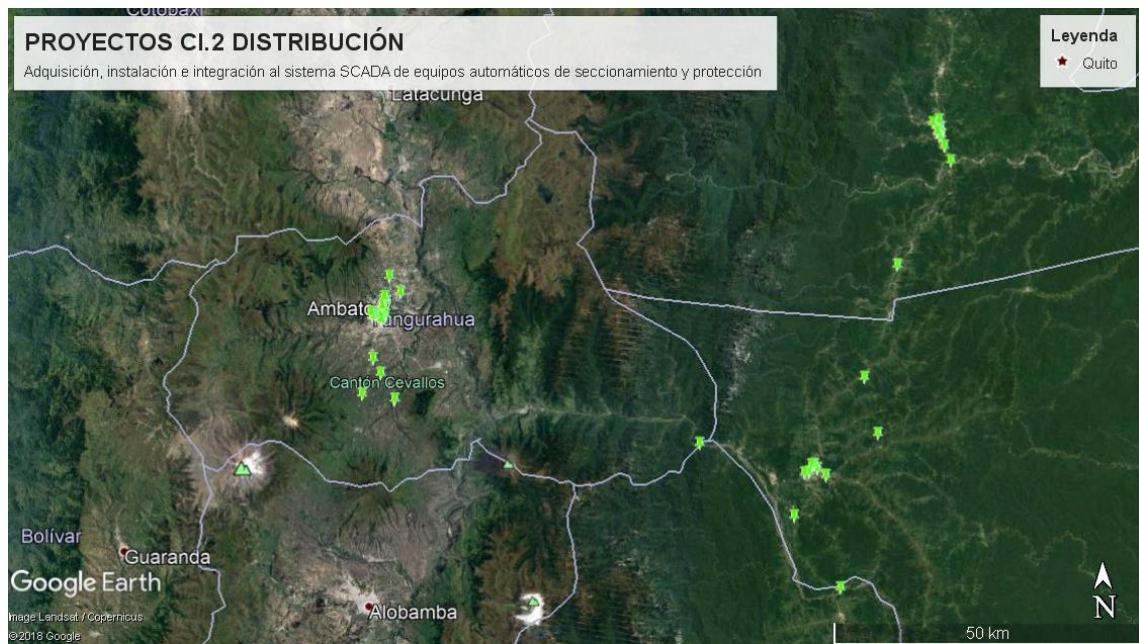 Cotopaxi
PROYECTOS CI.2 DISTRIBUCIÓN
Adquisición, instalación e integración al sistema SCADA de equipos automáticos de seccionamiento y protección
Leyenda
Quito
Latacunga
Ambato
Tungurahua
Cantón Cevallos
Bolívar
Guaranda
Google Earth
Alobamba
Image Landsat / Copernicus
©2018 Google
N
50 km